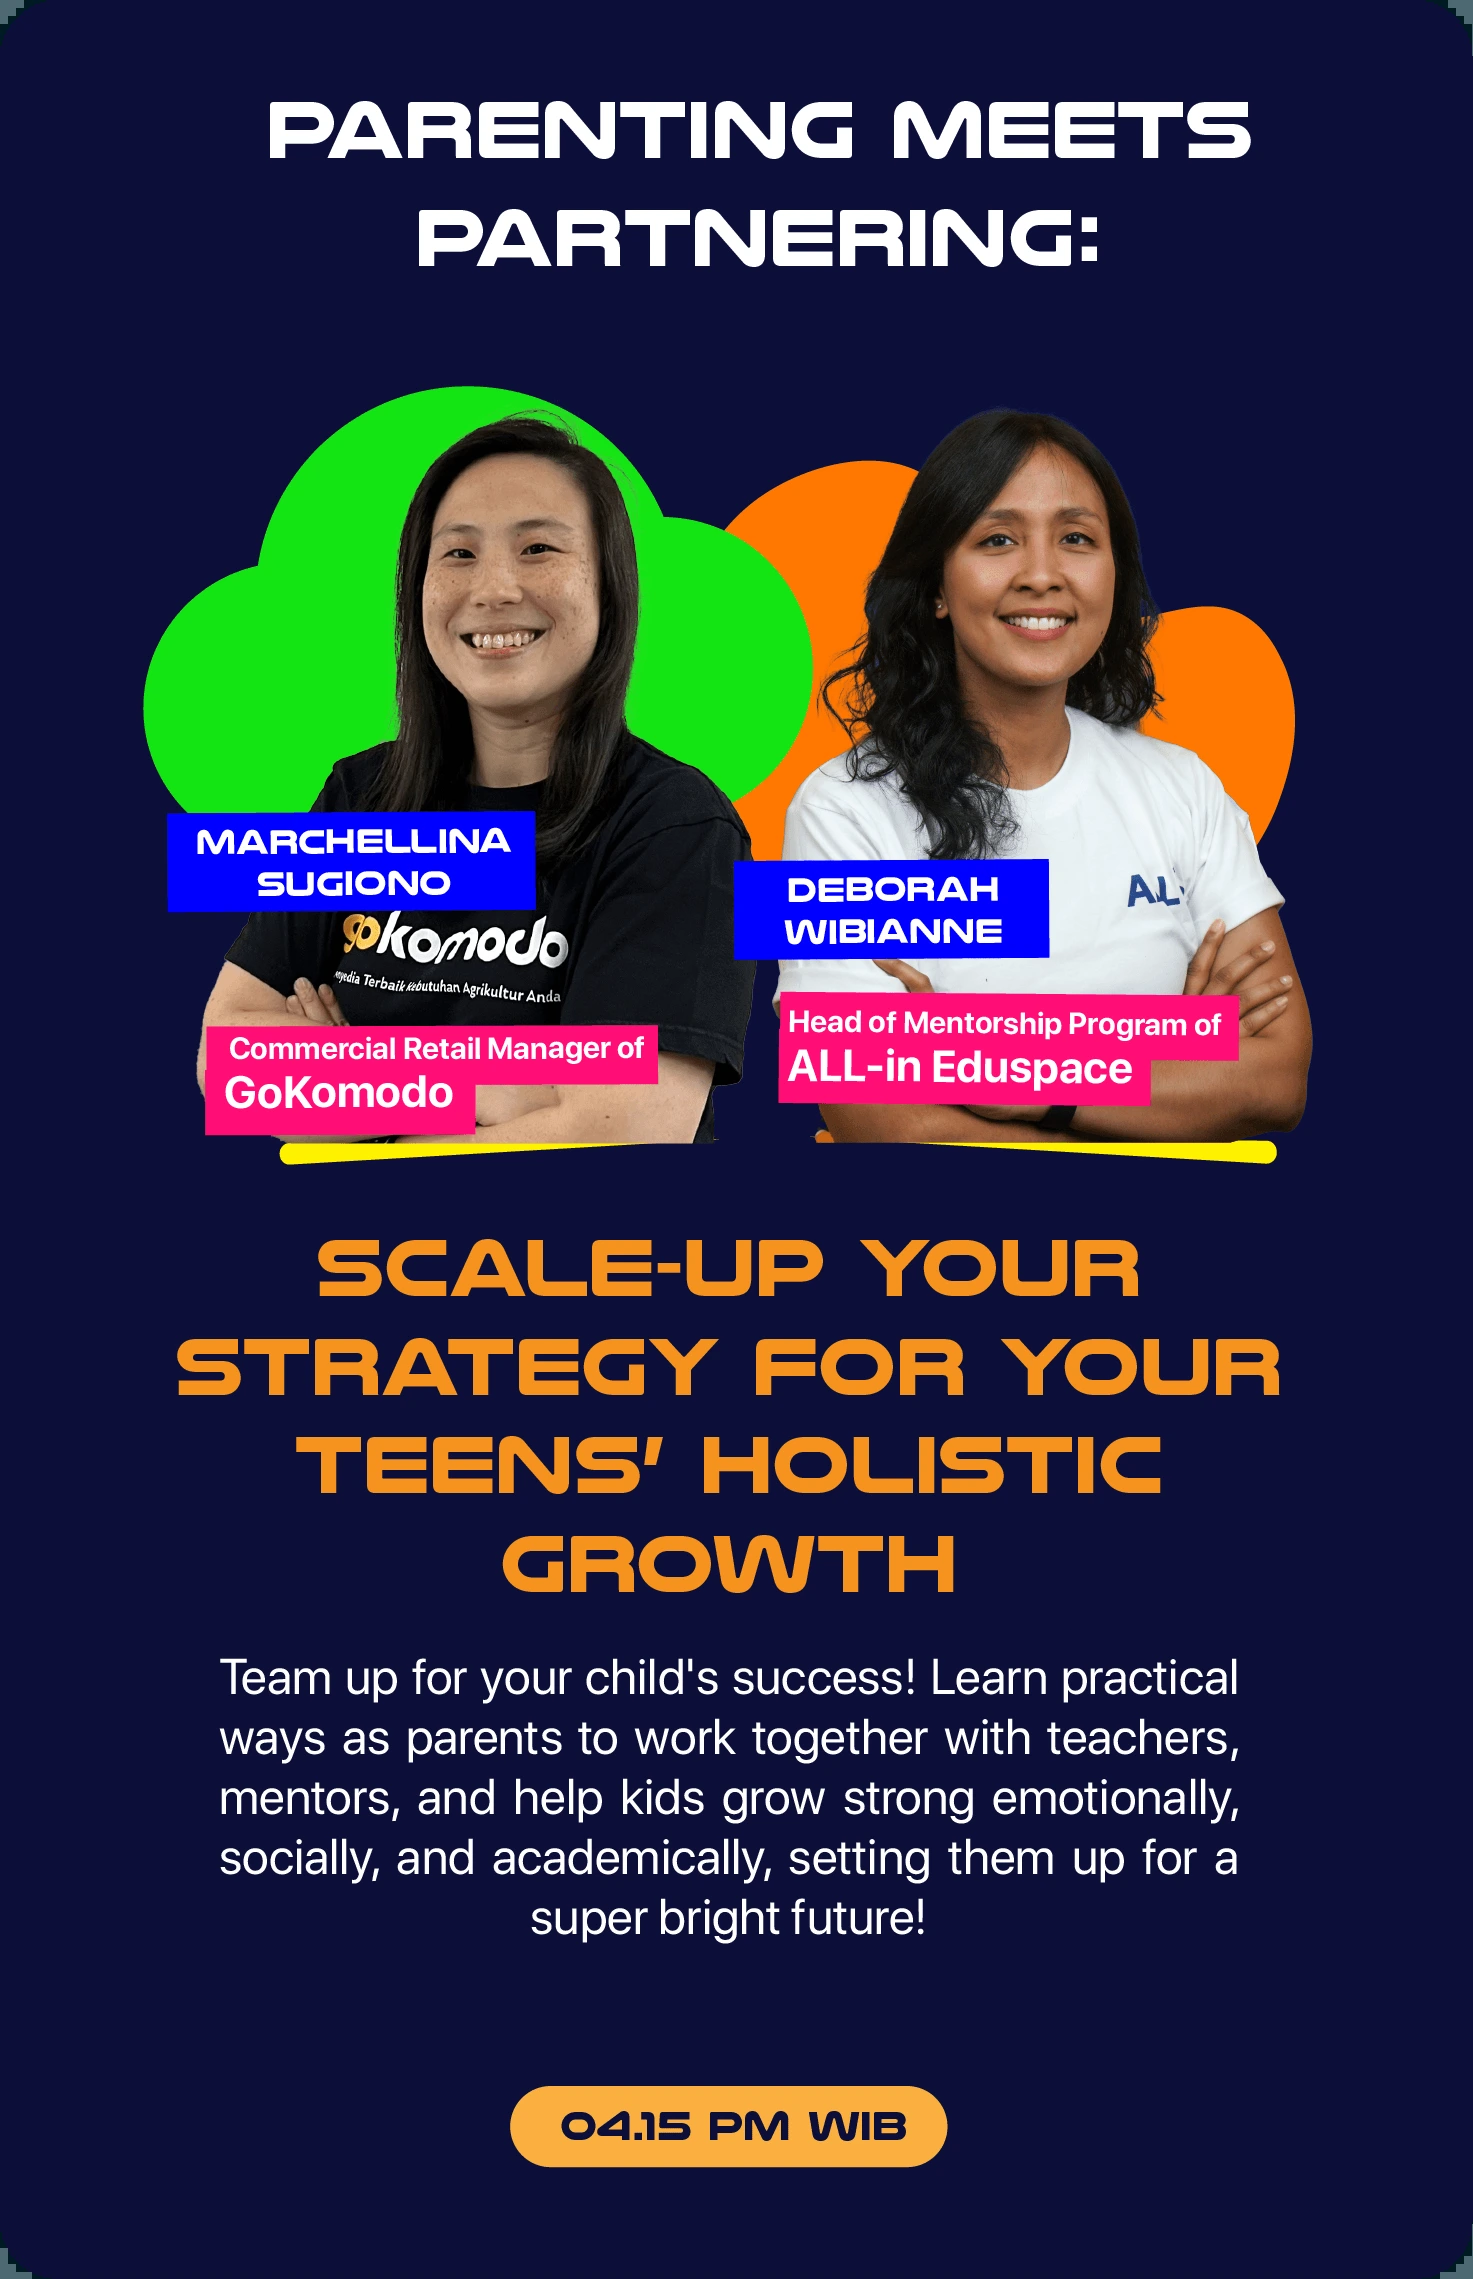 PARENTING MEETS
PARTNERING:
MARCHELLINA
SUGIONO
gokomodo
Terbaik Kebutuhan Agrikultur Anda
Commercial Retail Manager of
GoKomodo
DEBORAH
WIBIANNE
Head of Mentorship Program of
ALL-in Eduspace
SCALE-UP YOUR
STRATEGY FOR YOUR
TEENS’ HOLISTIC
GROWTH
Team up for your child's success! Learn practical
ways as parents to work together with teachers,
mentors, and help kids grow strong emotionally,
socially, and academically, setting them up for a
super bright future!
04.15 PM WIB